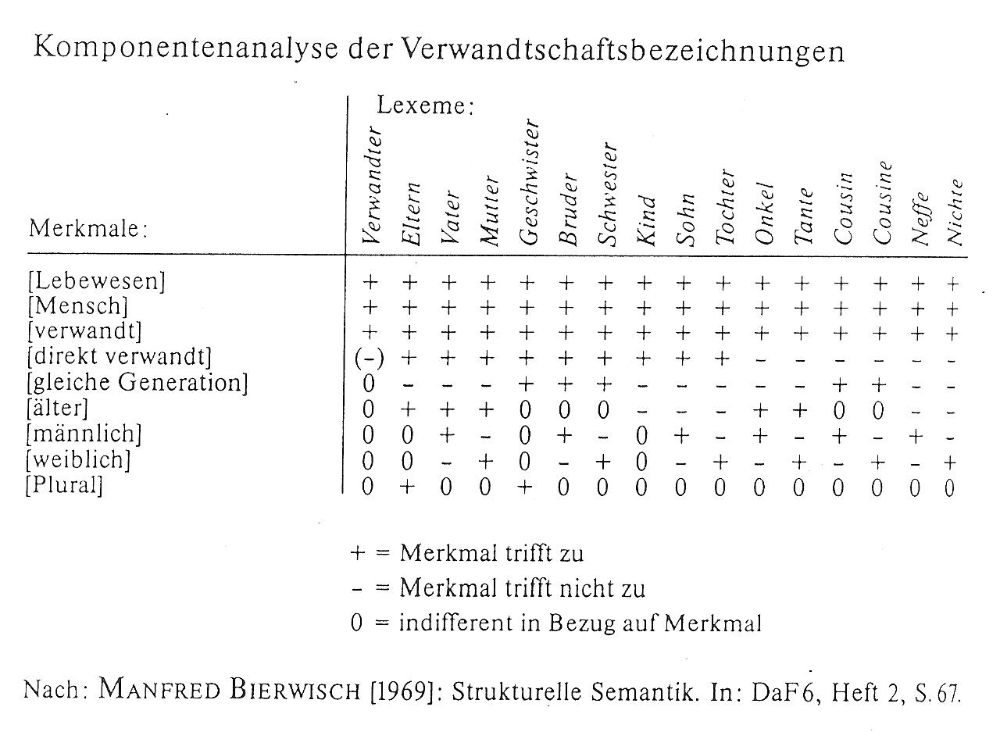 Komponentenanalyse der Verwandtschaftsbezeichnungen
Lexeme:
Merkmale:
Verwandter Eltern Vater Mutter Geschwister Bruder Schwester Kind Sohn Tochter Onkel Tante Cousin Cousine Neffe Nichte
[Lebewesen] + + + + + + + + + + + + + + + +
[Mensch] + + + + + + + + + + + + + + + +
[verwandt] + + + + + + + + + + + + + + + +
[direkt verwandt] (–) + + + + + + + + + – – – – – –
[gleiche Generation] 0 – – – + + + – – – – – + + – –
[älter] 0 + + + 0 0 0 – – – + + 0 0 – –
[männlich] 0 0 + – 0 + – 0 + – + – + – + –
[weiblich] 0 0 – + 0 – + 0 – + – + – + – +
[Plural] 0 + 0 0 + 0 0 0 0 0 0 0 0 0 0 0
+ = Merkmal trifft zu
– = Merkmal trifft nicht zu
0 = indifferent in Bezug auf Merkmal
Nach: MANFRED BIERWISCH [1969]: Strukturelle Semantik. In: DaF 6, Heft 2, S. 67.